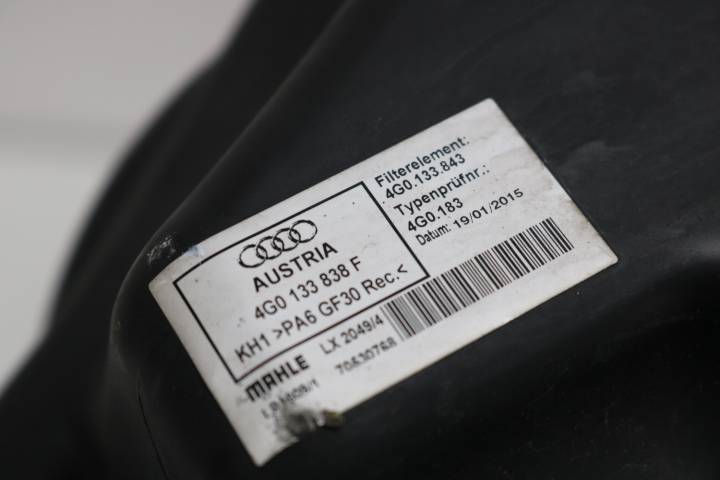 AUSTRIA
4G0 133 838 F
KH1 >PA6 GF30 Rec.<
Filterelement:
4G0.133.843
Typenprüfnr.:
4G0.183
Datum: 19/01/2015
MAHLE LX 2049/4
70830768